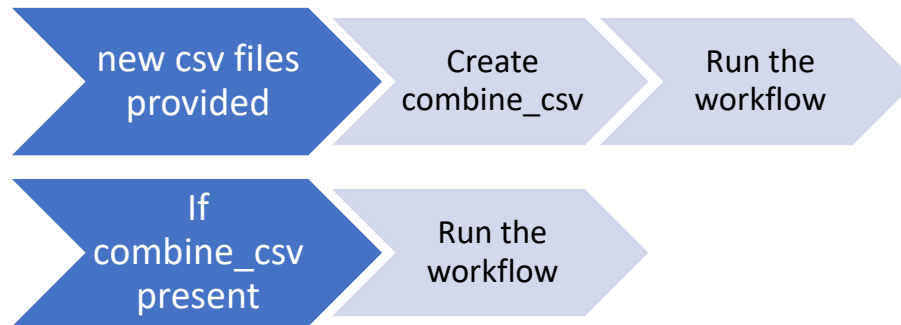 new csv files
provided
Create
combine_csv
Run the
workflow
If
combine_csv
present
Run the
workflow